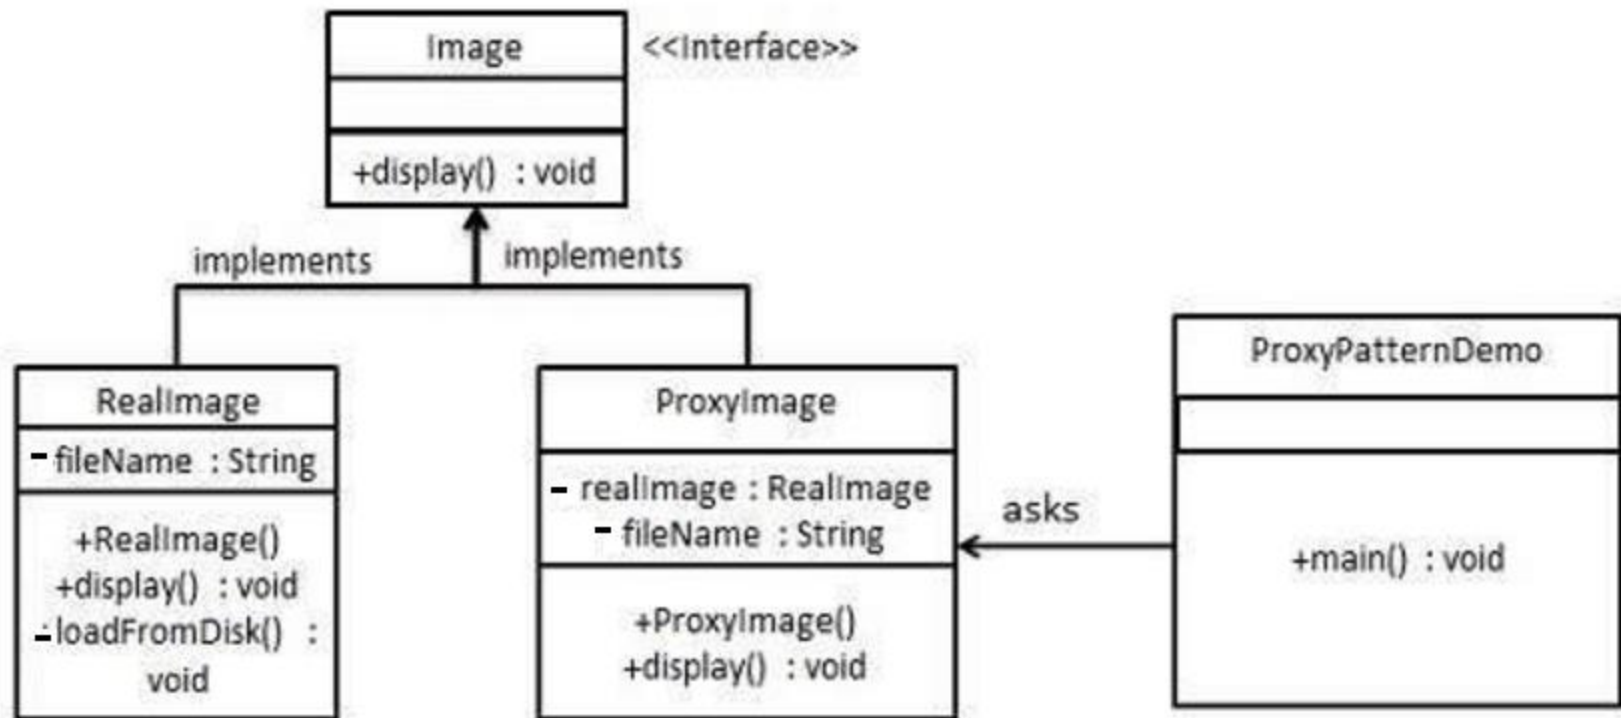 Image
<<Interface>>
+display() : void
implements
implements
RealImage
- fileName : String
+RealImage()
+display() : void
-loadFromDisk() :
void
ProxyImage
- realImage : RealImage
- fileName : String
+ProxyImage()
+display() : void
asks
ProxyPatternDemo
+main() : void